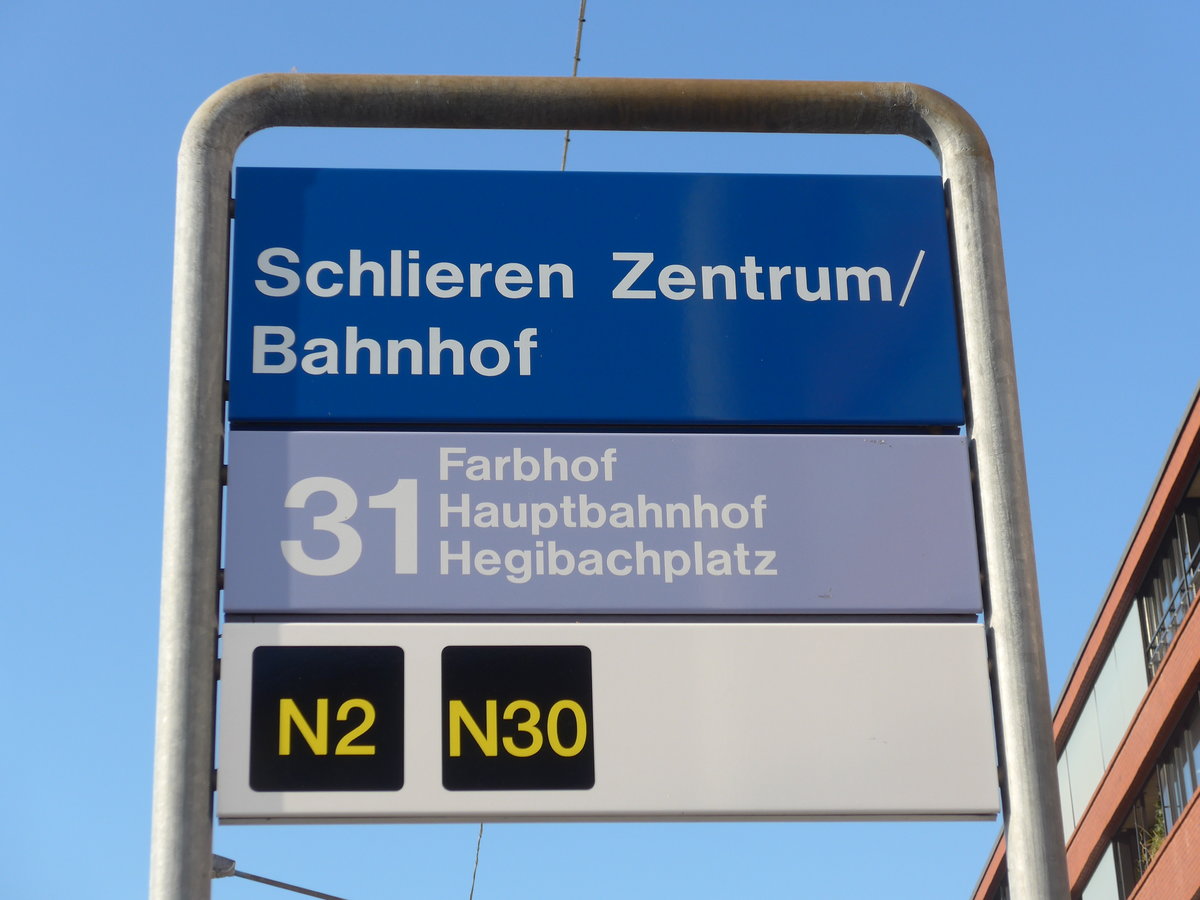 Schlieren Zentrum/
Bahnhof
31
Farbhof
Hauptbahnhof
Hegibachplatz
N2 N30